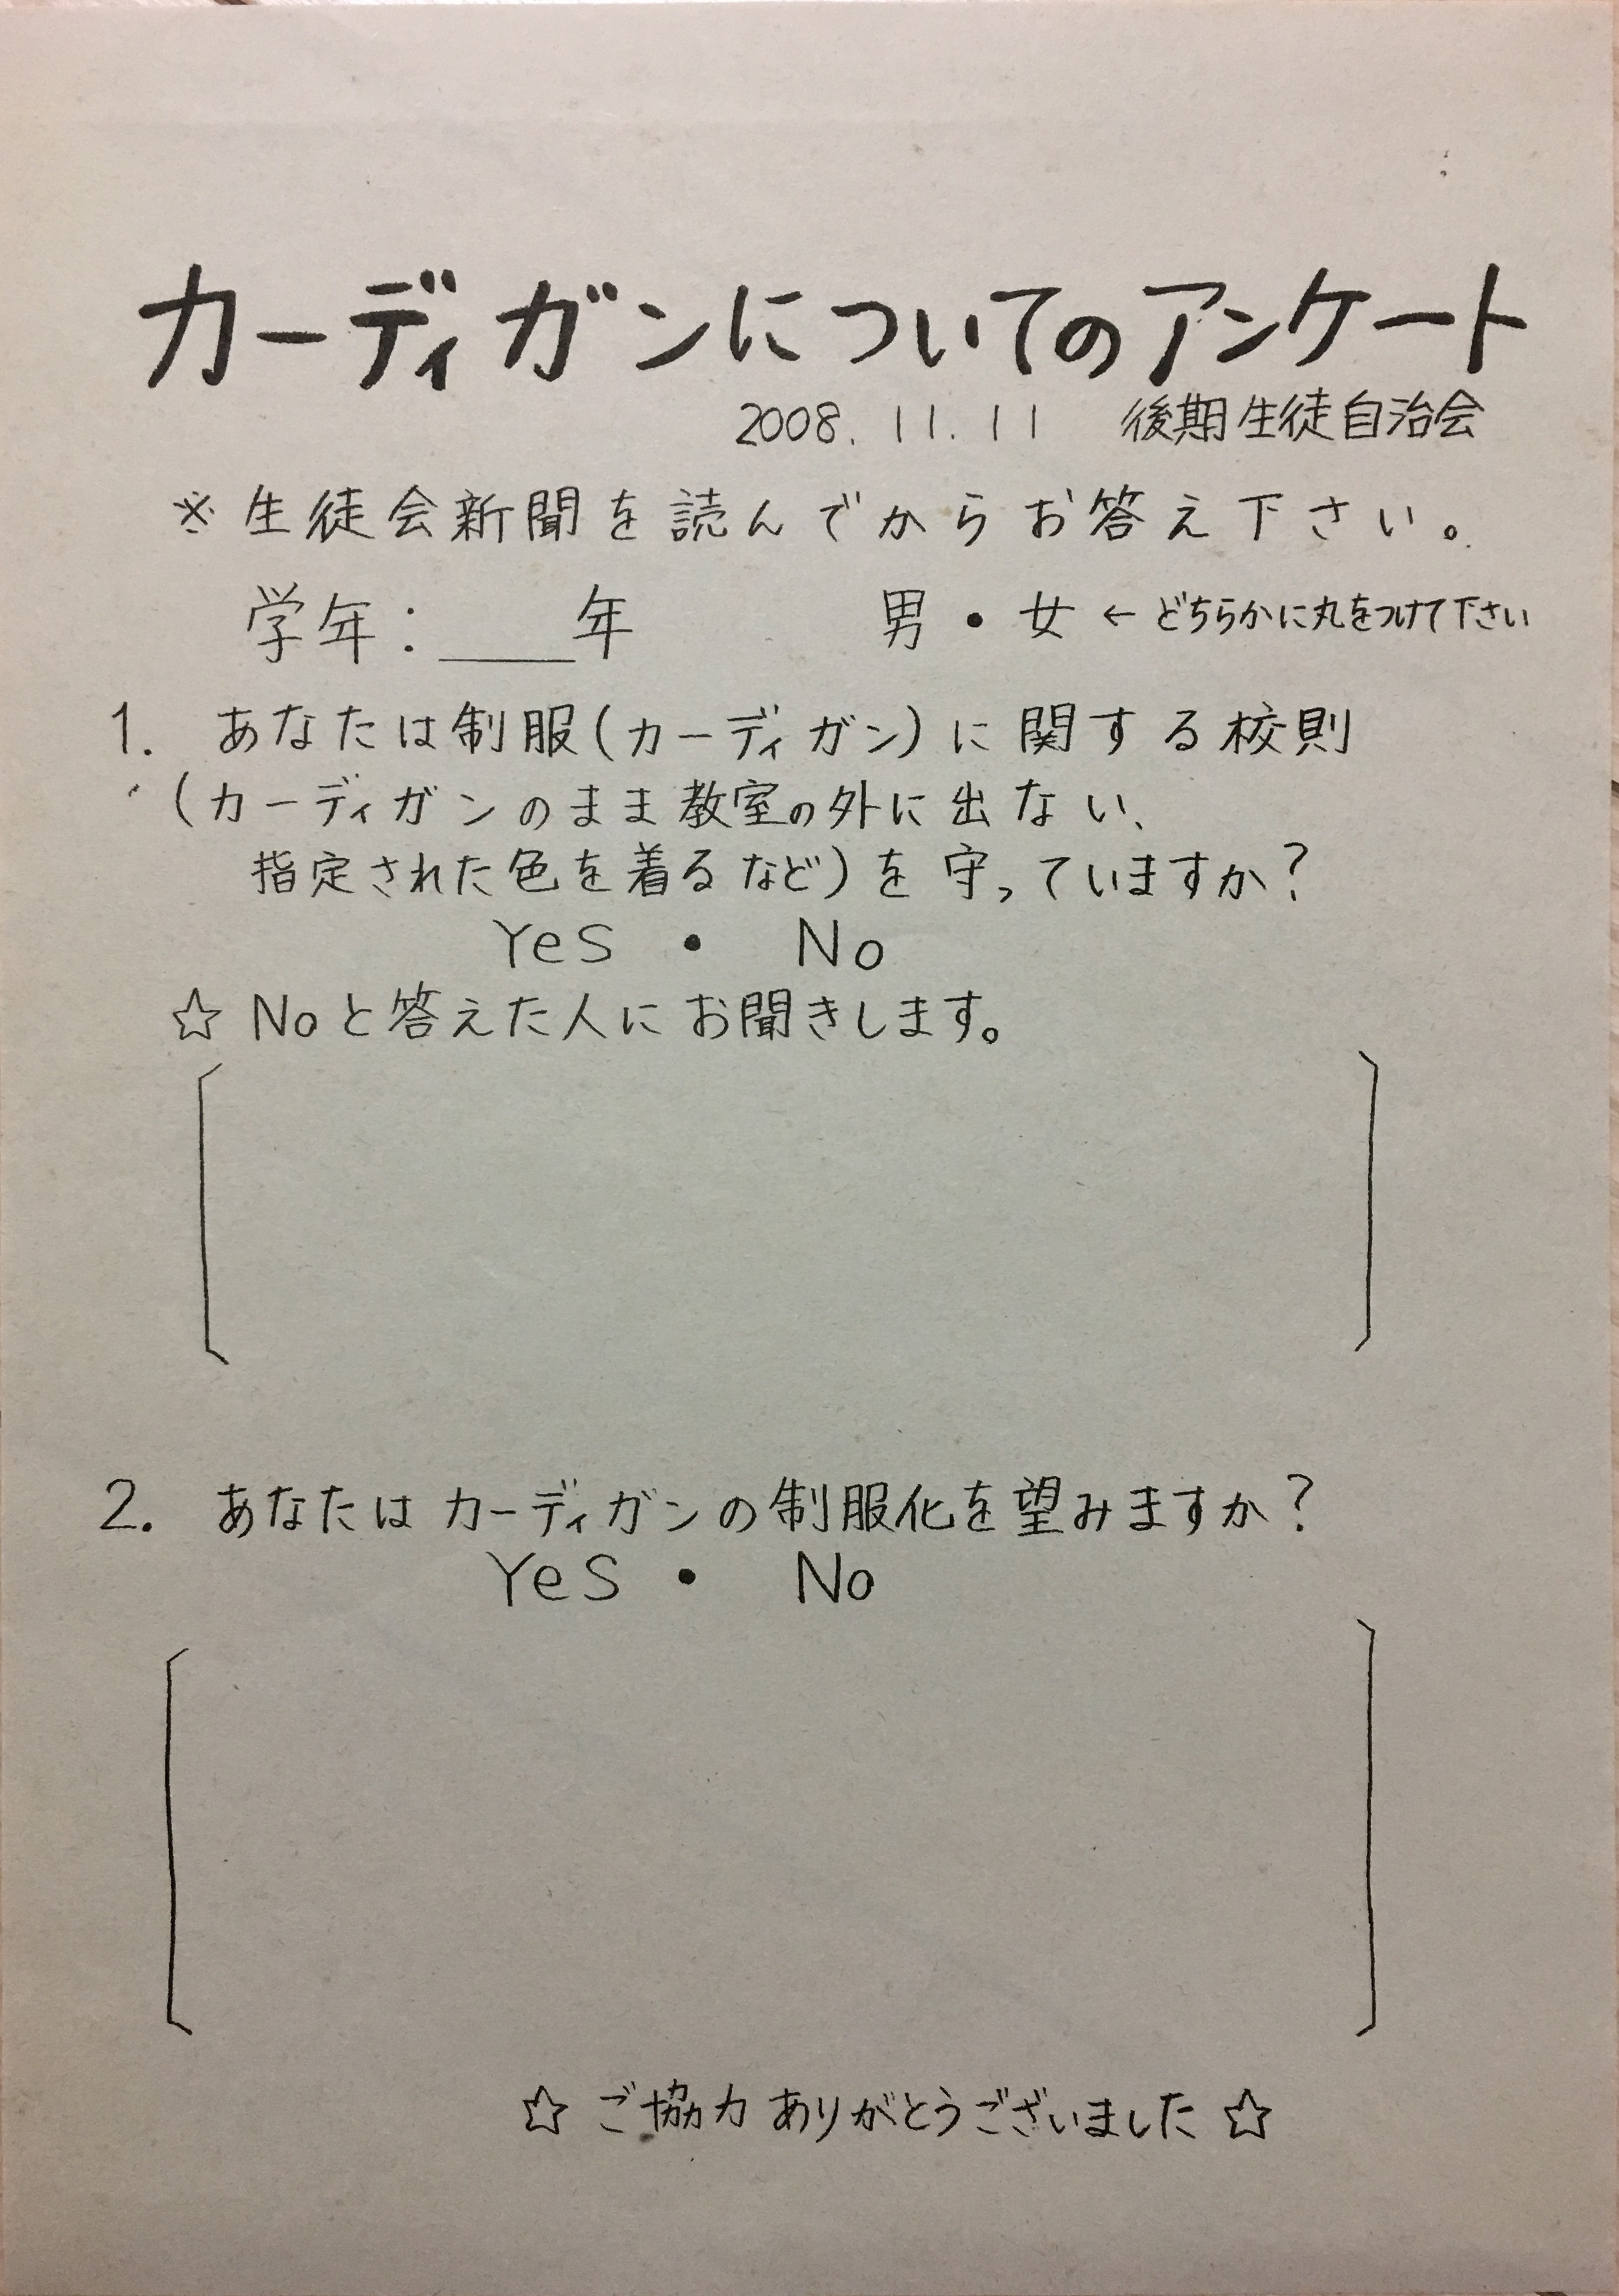 カーディガンについてのアンケート
2008.11.11 後期生徒自治会
※生徒会新聞を読んでからお答え下さい。
学年:____年 男・女 ←どちらかに丸をつけて下さい
1. あなたは制服(カーディガン)に関する校則
(カーディガンのまま教室の外に出ない、
指定された色を着るなど)を守っていますか?
Yes ・ No
☆ Noと答えた人にお聞きします。
2. あなたはカーディガンの制服化を望みますか?
Yes ・ No
☆ ご協力ありがとうございました ☆